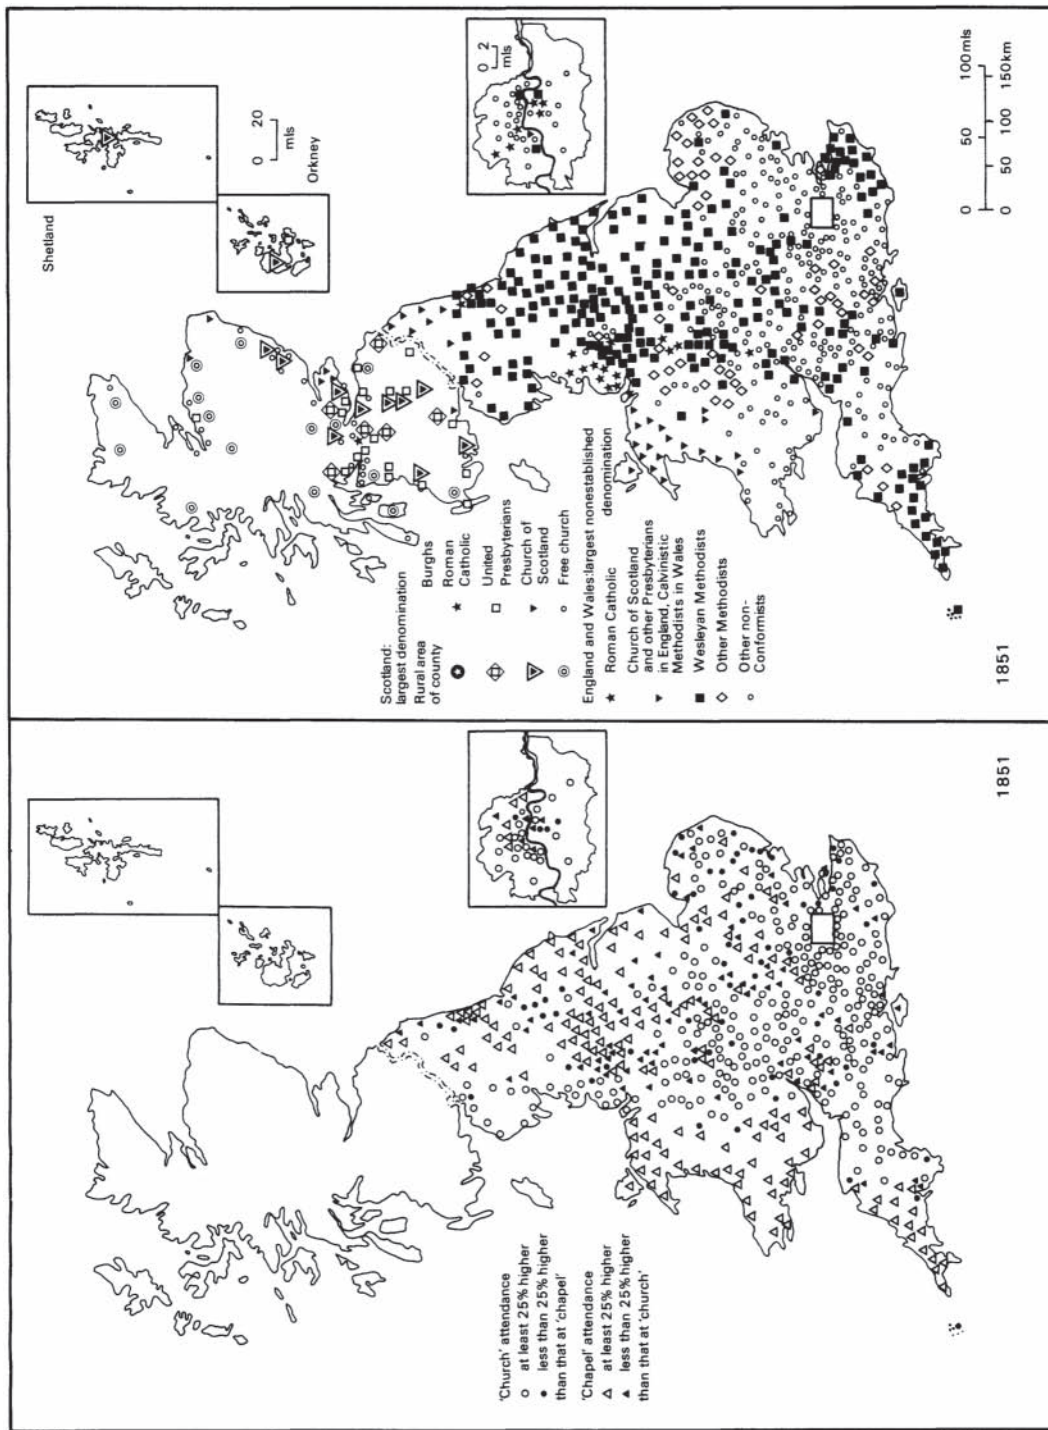 'Church' attendance
at least 25% higher
less than 25% higher
than that at 'chapel'
'Chapel' attendance
at least 25% higher
less than 25% higher
than that at 'church'
1851
Shetland
0 20
mls
Orkney
0 2
mls
Scotland:
largest denomination
Rural area
of county
Burghs
Roman
Catholic
United
Presbyterians
Church of
Scotland
Free church
England and Wales:largest nonestablished
denomination
Roman Catholic
Church of Scotland
and other Presbyterians
in England, Calvinistic
Methodists in Wales
Wesleyan Methodists
Other Methodists
Other non-
Conformists
0 50 100mls
0 50 100 150km
1851